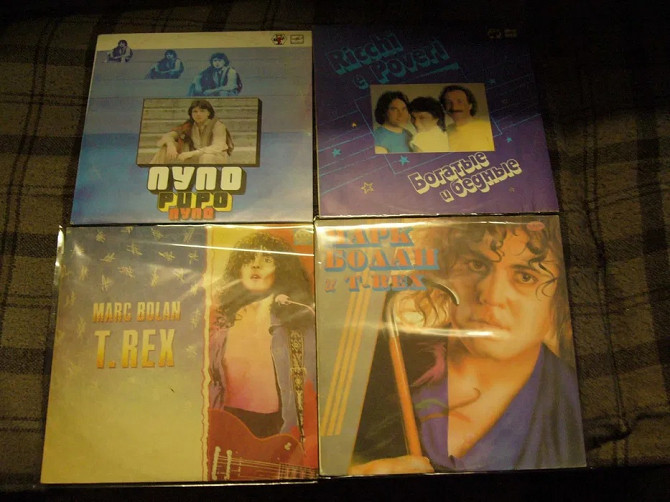 ПУПО
PUPO
ПУПО
Ricchi
e Poveri
Богатые
и бедные
MARC BOLAN
T. REX
МАРК
БОЛАН
T. REX